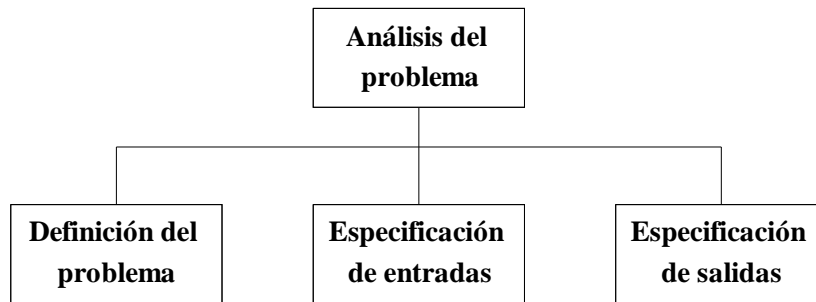 Análisis del
problema
Definición del
problema
Especificación
de entradas
Especificación
de salidas